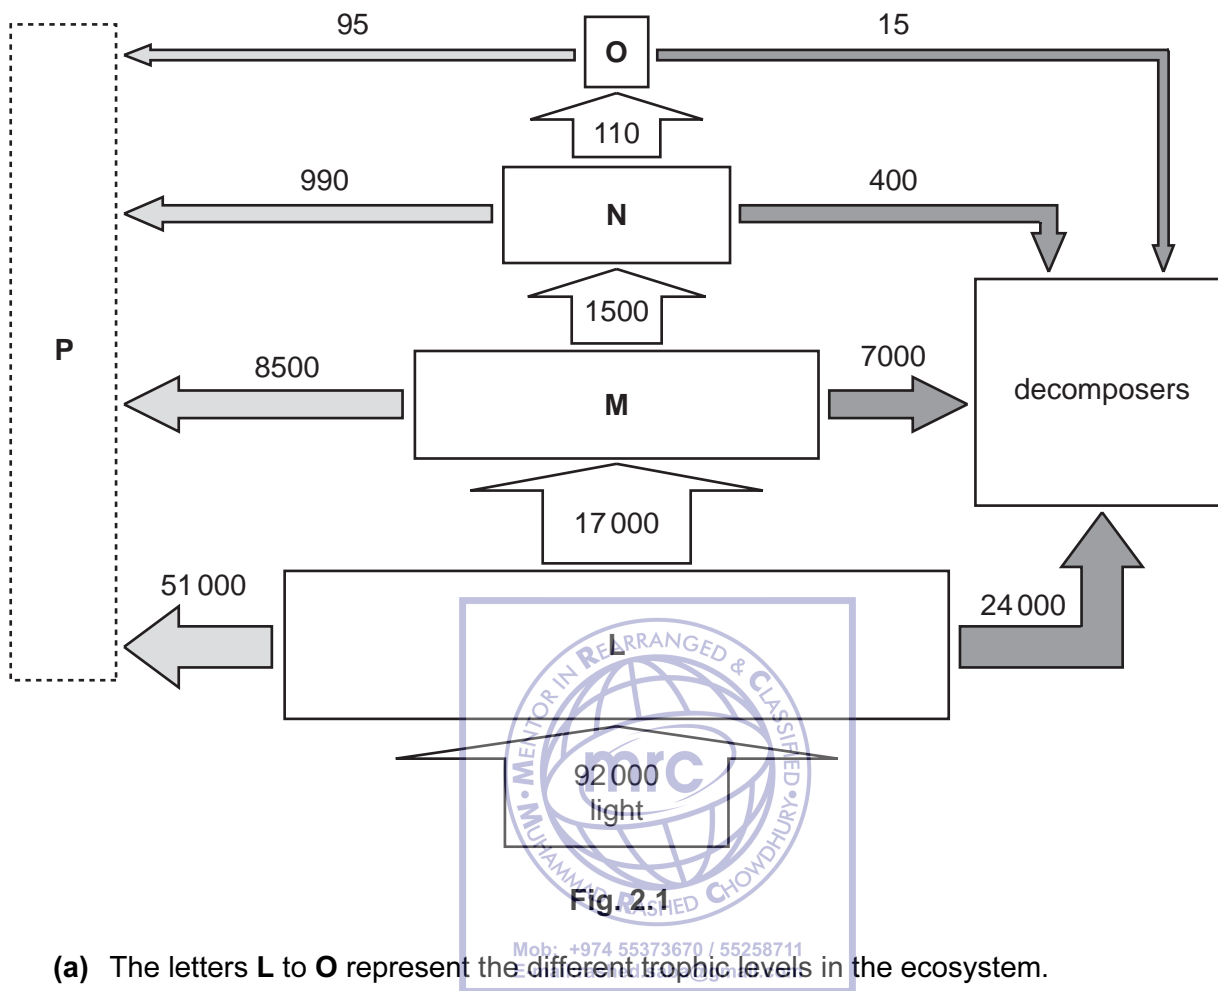 95
O
15
110
990
N
400
1500
P
8500
M
7000
decomposers
17 000
51 000
L
24 000
MENTOR IN REARRANGED & CLASSIFIED
mrc
92 000
light
MUHAMMAD RASHED CHOWDHURY
Fig. 2.1
Mob: +974 55373670 / 55258711
(a) The letters L to O represent the different trophic levels in the ecosystem.